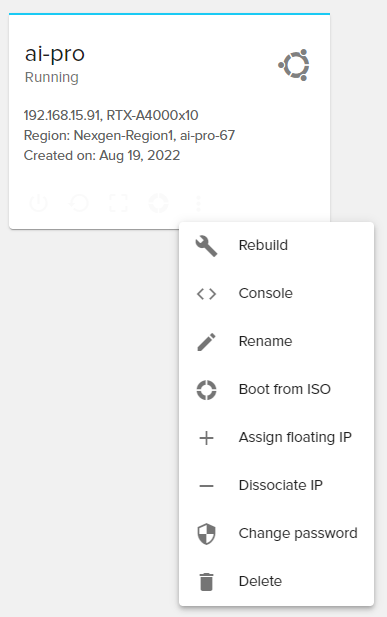 ai-pro
Running
192.168.15.91, RTX-A4000x10
Region: Nexgen-Region1, ai-pro-67
Created on: Aug 19, 2022
Rebuild
Console
Rename
Boot from ISO
Assign floating IP
Dissociate IP
Change password
Delete